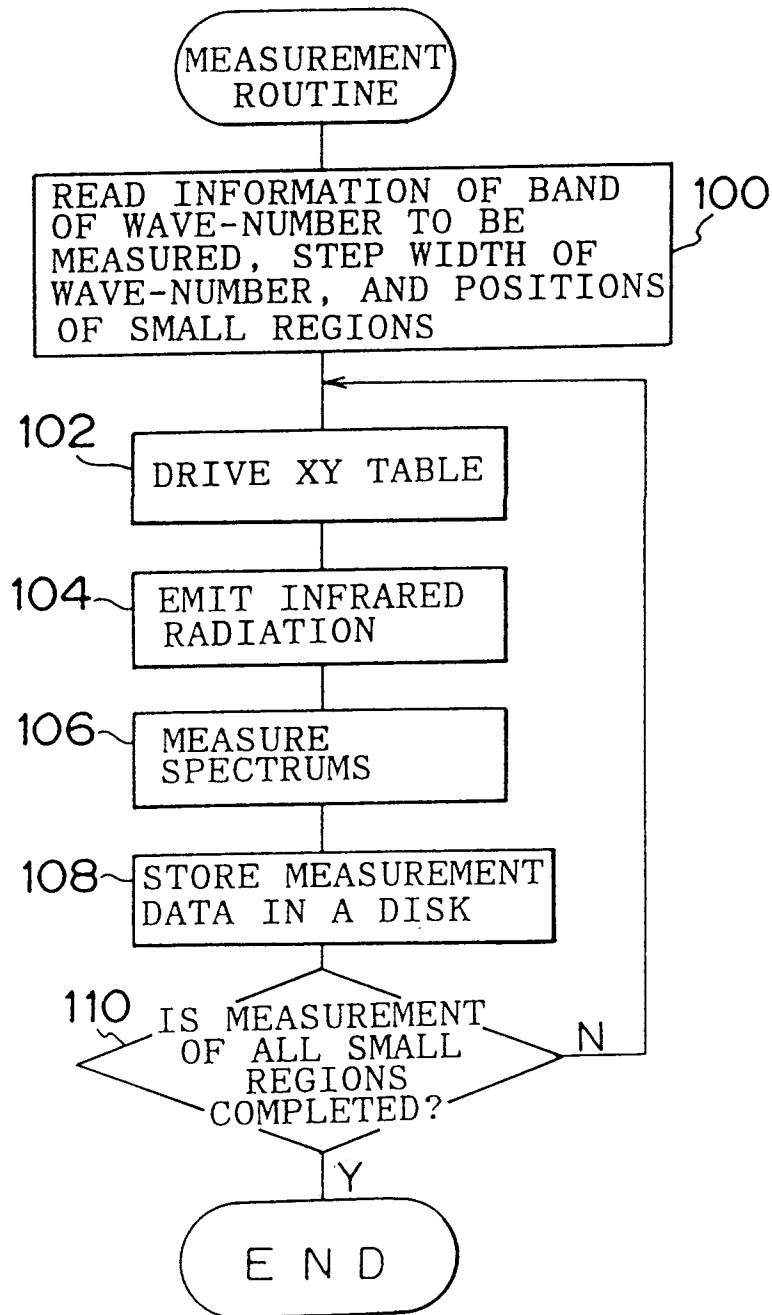 MEASUREMENT
ROUTINE
READ INFORMATION OF BAND
OF WAVE-NUMBER TO BE
MEASURED, STEP WIDTH OF
WAVE-NUMBER, AND POSITIONS
OF SMALL REGIONS
100
102
DRIVE XY TABLE
104
EMIT INFRARED
RADIATION
106
MEASURE
SPECTRUMS
108
STORE MEASUREMENT
DATA IN A DISK
110
IS MEASUREMENT
OF ALL SMALL
REGIONS
COMPLETED?
N
Y
END